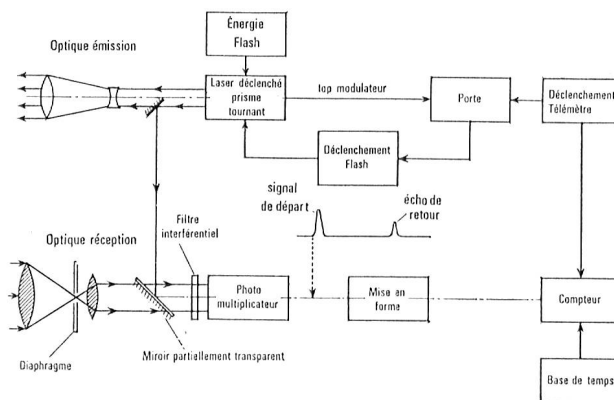 Énergie
Flash
Optique émission
Laser déclenché
prisme
tournant
top modulateur
Porte
Déclenchement
Télémètre
Déclenchement
Flash
signal
de départ
écho de
retour
Filtre
interférentiel
Optique réception
Photo
multiplicateur
Mise en
forme
Compteur
Miroir partiellement transparent
Diaphragme
Base de temps